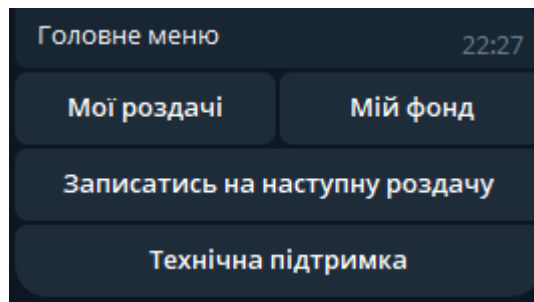 Головне меню
22:27
Мої роздачі
Мій фонд
Записатись на наступну роздачу
Технічна підтримка